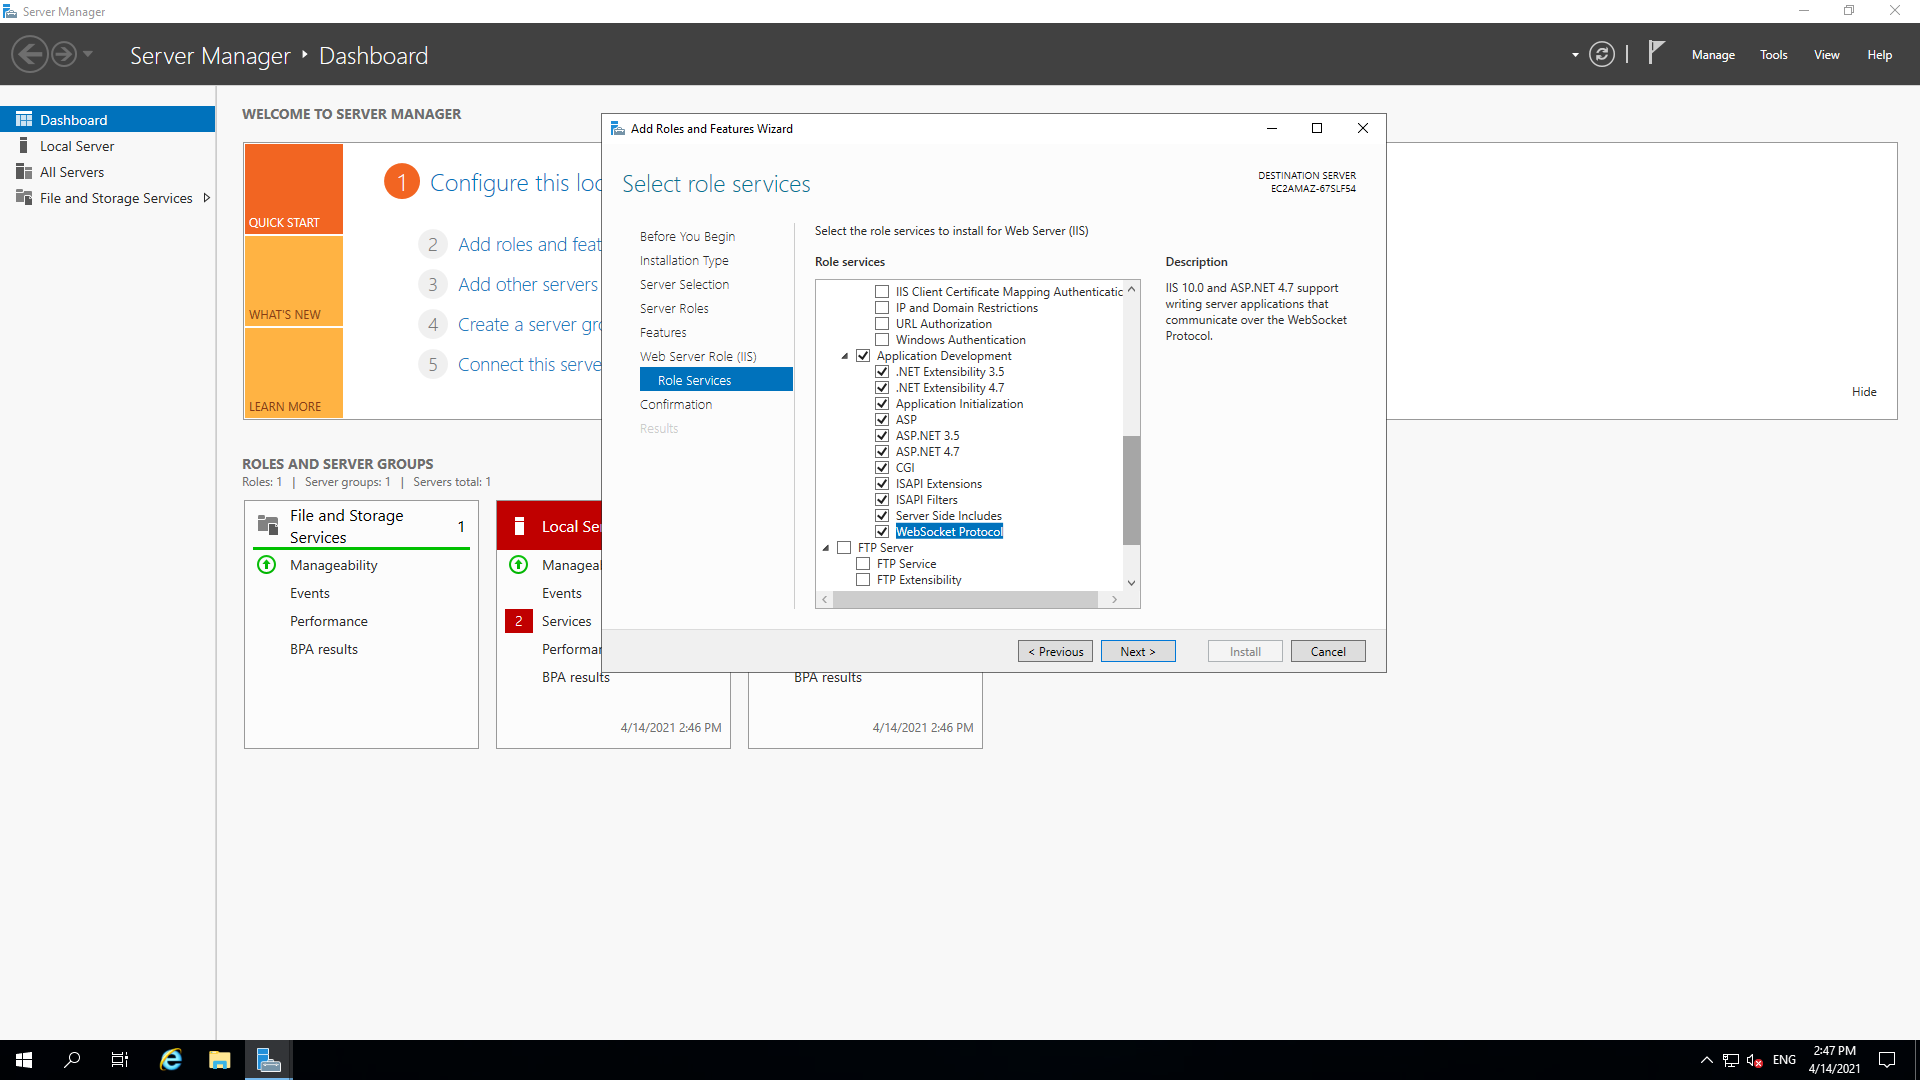 Server Manager
Server Manager ‣ Dashboard
Manage
Tools
View
Help
Dashboard
Local Server
All Servers
File and Storage Services
WELCOME TO SERVER MANAGER
QUICK START
WHAT'S NEW
LEARN MORE
1 Configure this loc
2 Add roles and feat
3 Add other servers
4 Create a server gro
5 Connect this serve
Hide
ROLES AND SERVER GROUPS
Roles: 1 | Server groups: 1 | Servers total: 1
File and Storage
Services
1
Manageability
Events
Performance
BPA results
Local Se
Manageal
Events
2 Services
Performar
BPA results
4/14/2021 2:46 PM
BPA results
4/14/2021 2:46 PM
Add Roles and Features Wizard
Select role services
DESTINATION SERVER
EC2AMAZ-67SLF54
Before You Begin
Installation Type
Server Selection
Server Roles
Features
Web Server Role (IIS)
Role Services
Confirmation
Results
Select the role services to install for Web Server (IIS)
Role services
IIS Client Certificate Mapping Authenticatic
IP and Domain Restrictions
URL Authorization
Windows Authentication
Application Development
.NET Extensibility 3.5
.NET Extensibility 4.7
Application Initialization
ASP
ASP.NET 3.5
ASP.NET 4.7
CGI
ISAPI Extensions
ISAPI Filters
Server Side Includes
WebSocket Protocol
FTP Server
FTP Service
FTP Extensibility
Description
IIS 10.0 and ASP.NET 4.7 support
writing server applications that
communicate over the WebSocket
Protocol.
< Previous
Next >
Install
Cancel
ENG
2:47 PM
4/14/2021